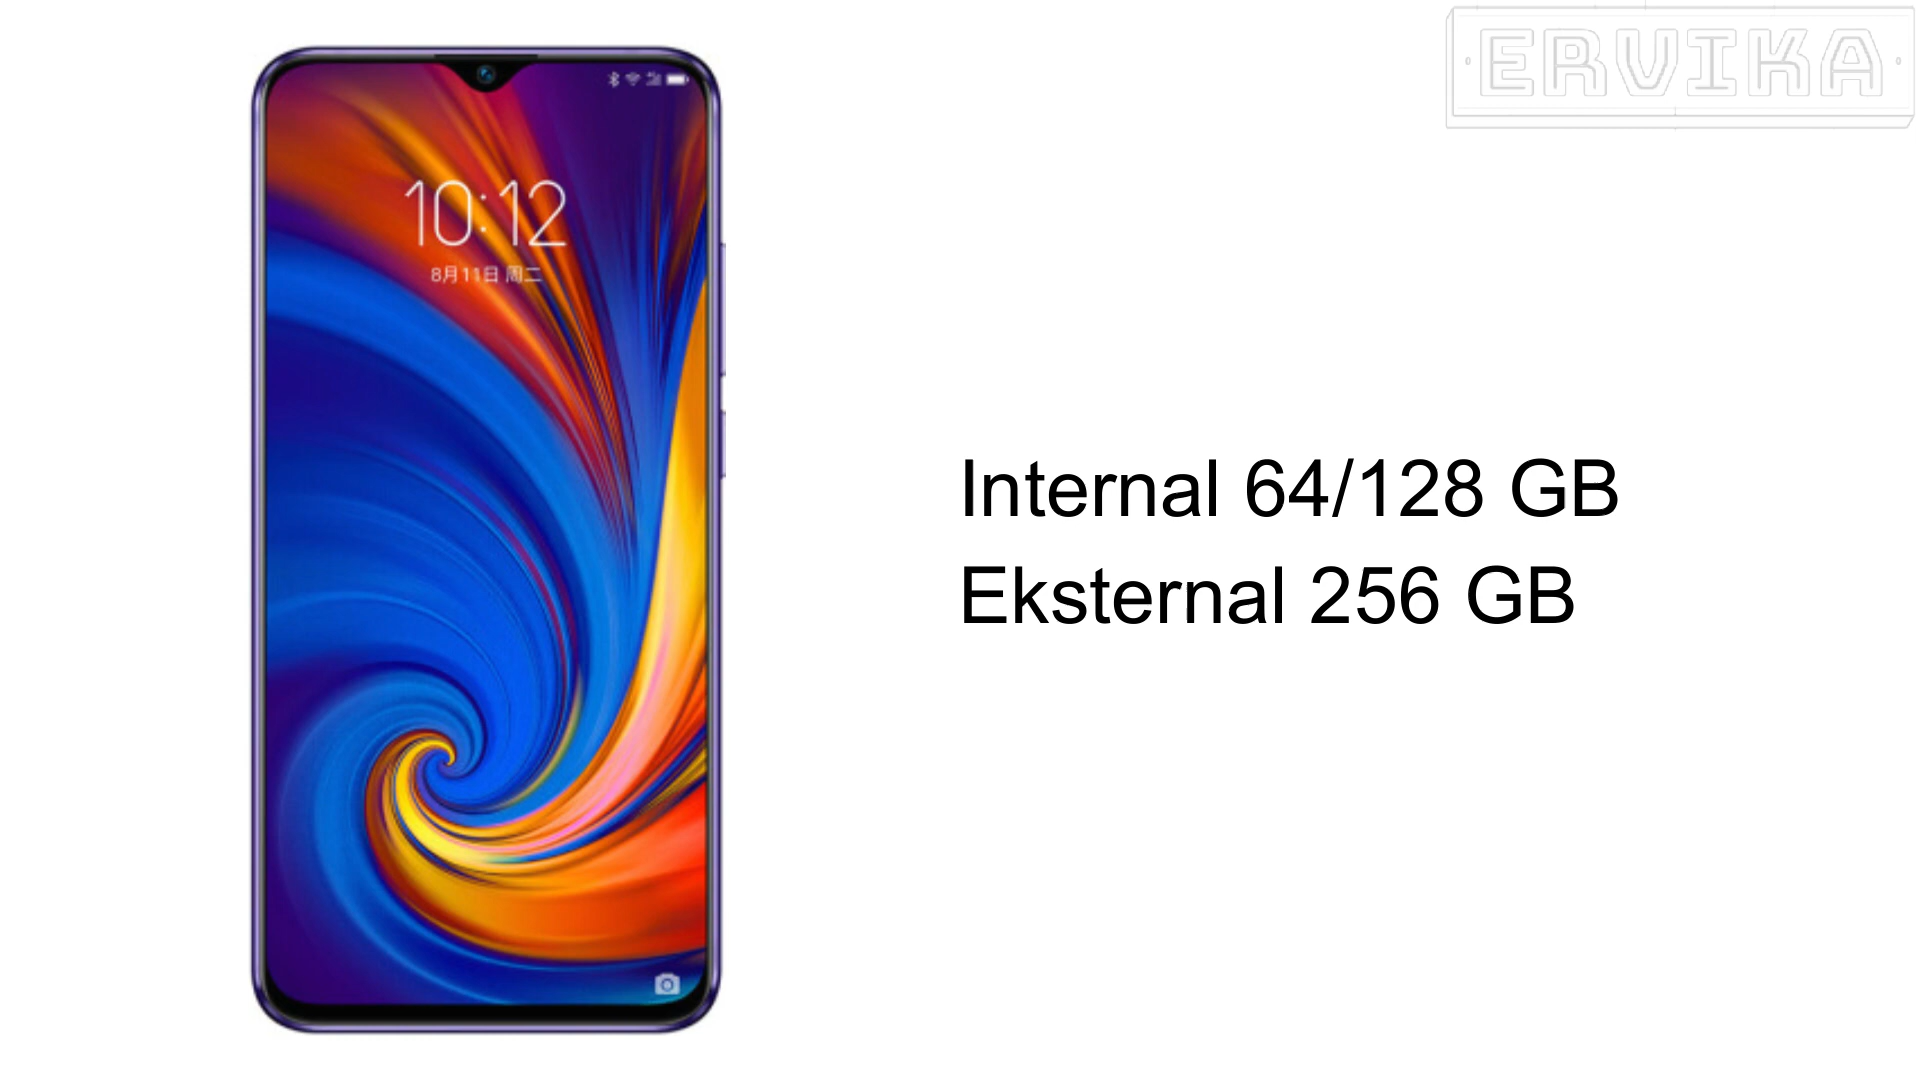 ERVIKA
10:12
8月11日 周二
Internal 64/128 GB
Eksternal 256 GB